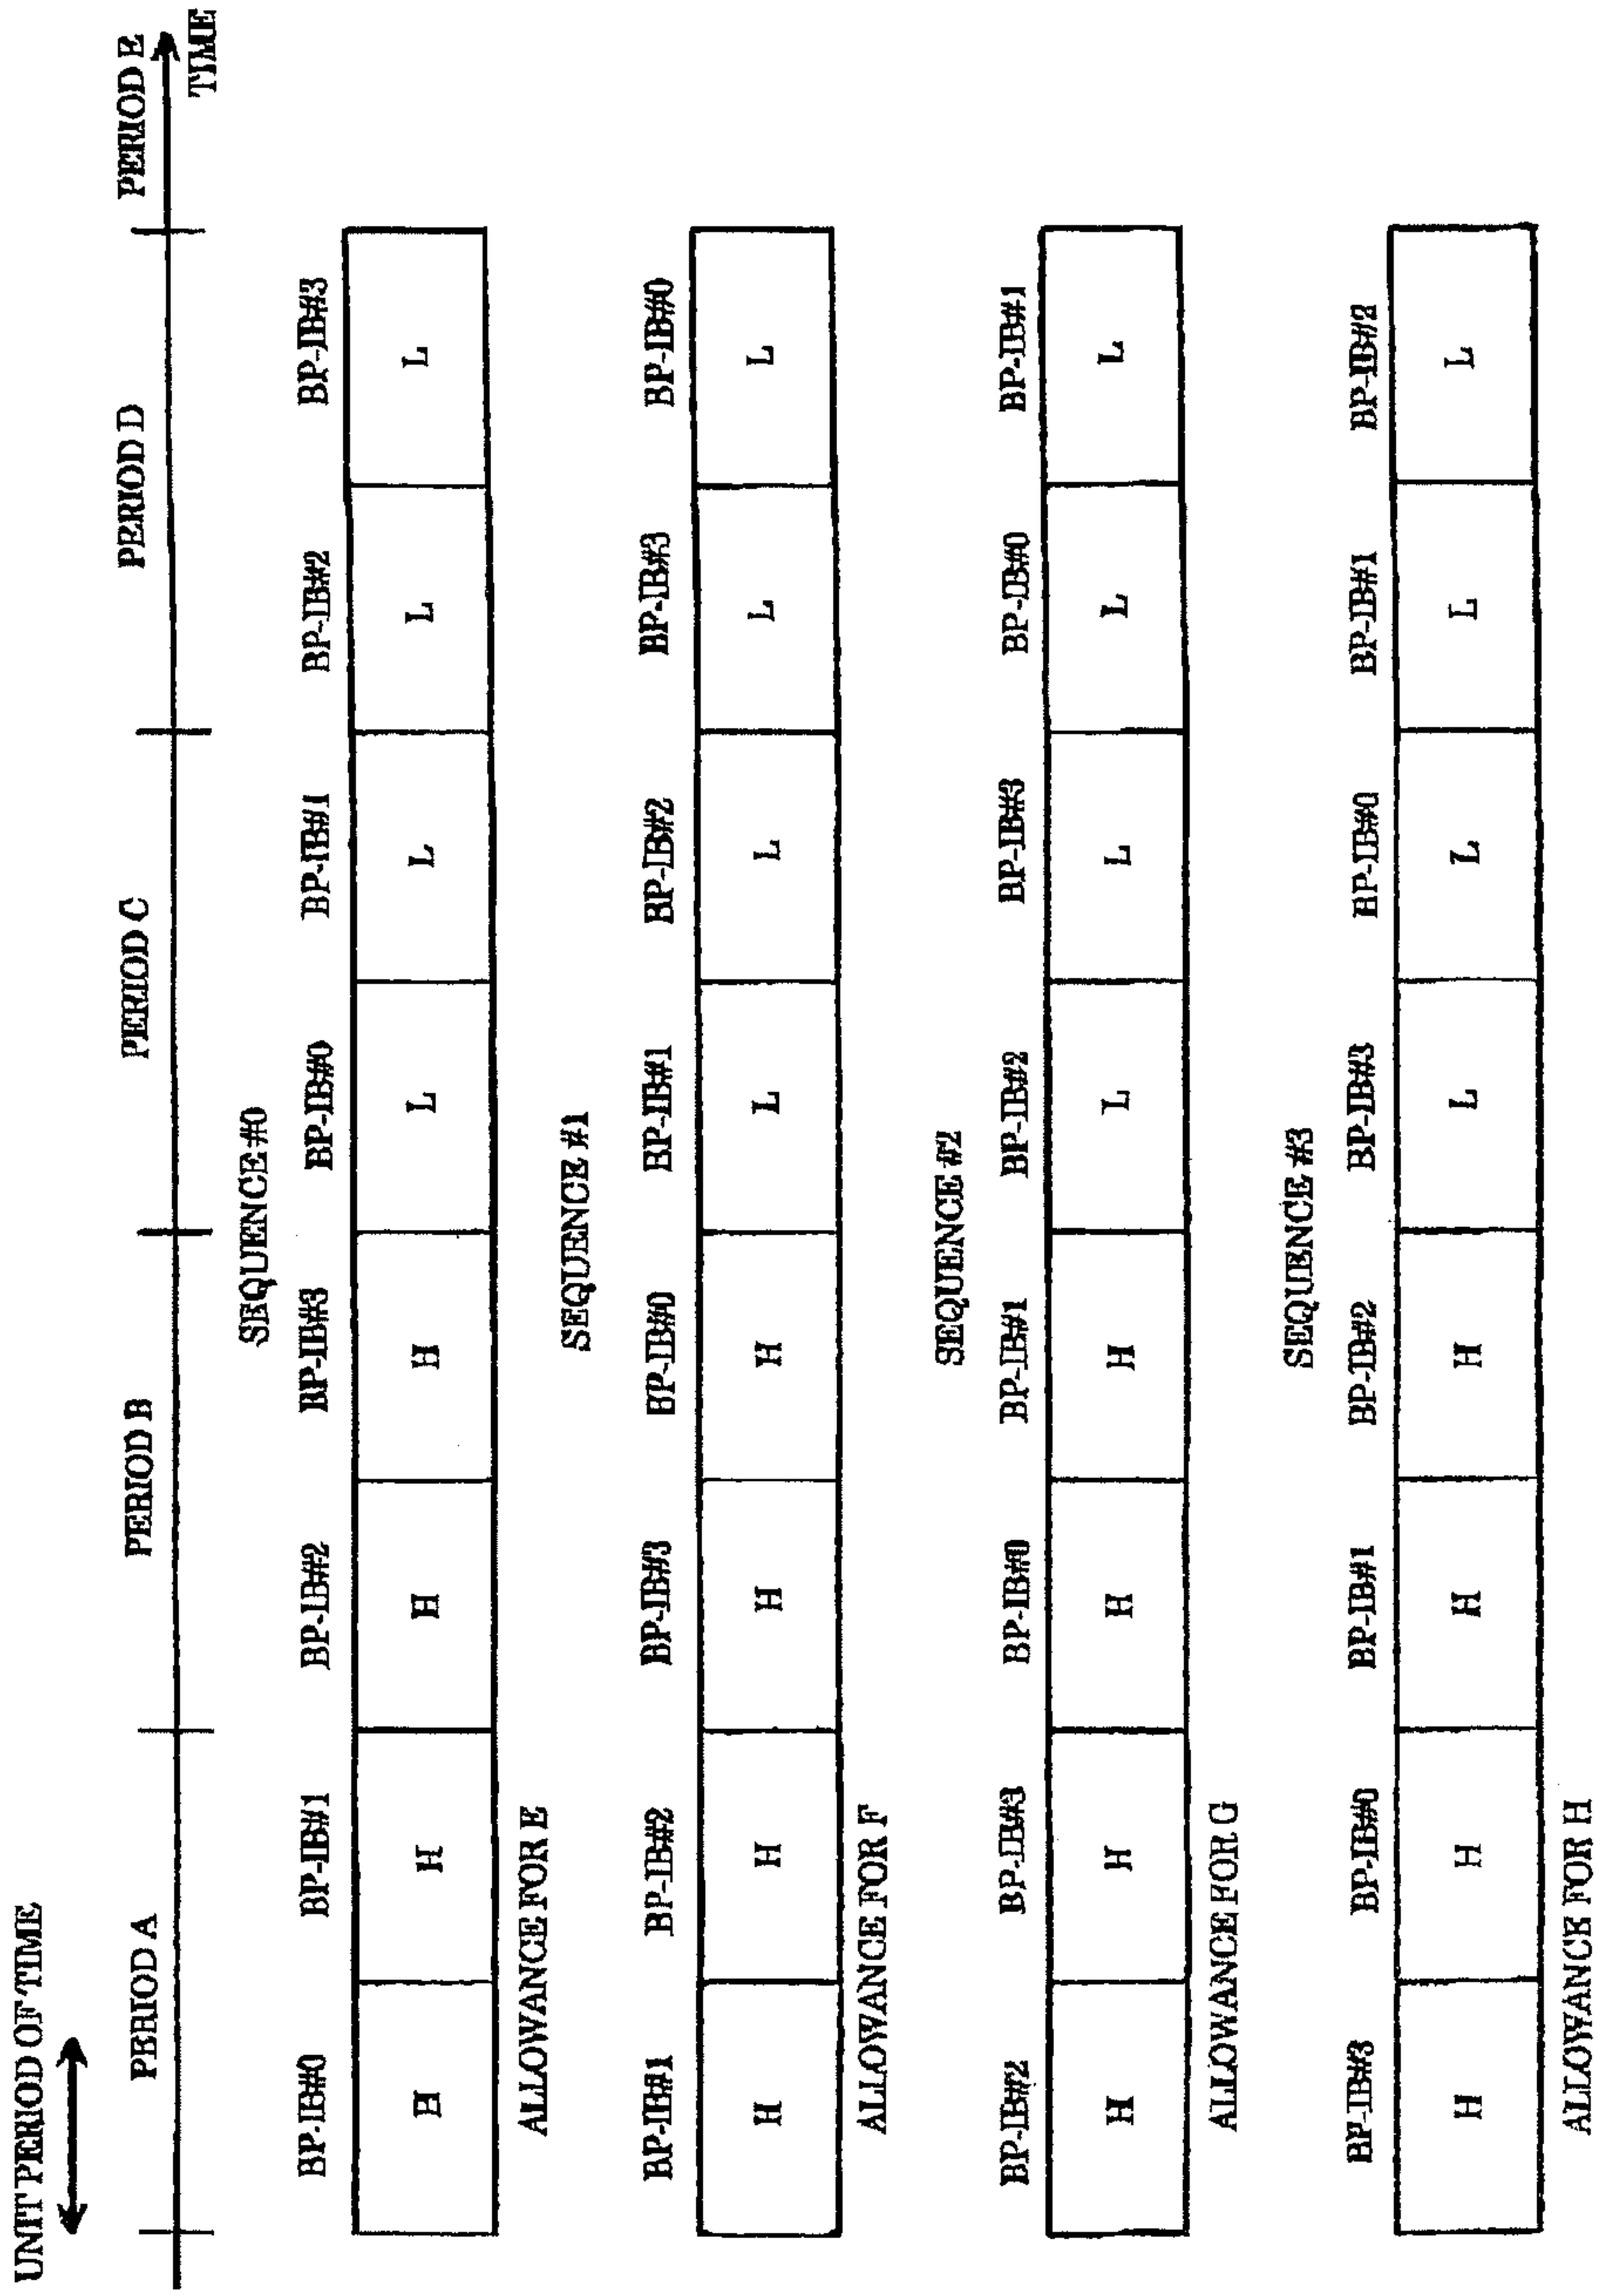 UNIT PERIOD OF TIME
PERIOD A PERIOD B PERIOD C PERIOD D PERIOD E
TIME
SEQUENCE #0
BP-IB#0 BP-IB#1 BP-IB#2 BP-IB#3 BP-IB#0 BP-IB#1 BP-IB#2 BP-IB#3
H H H H L L L L
ALLOWANCE FOR E
SEQUENCE #1
BP-IB#1 BP-IB#2 BP-IB#3 BP-IB#0 BP-IB#1 BP-IB#2 BP-IB#3 BP-IB#0
H H H H L L L L
ALLOWANCE FOR F
SEQUENCE #2
BP-IB#2 BP-IB#3 BP-IB#0 BP-IB#1 BP-IB#2 BP-IB#3 BP-IB#0 BP-IB#1
H H H H L L L L
ALLOWANCE FOR G
SEQUENCE #3
BP-IB#3 BP-IB#0 BP-IB#1 BP-IB#2 BP-IB#3 BP-IB#0 BP-IB#1 BP-IB#2
H H H H L L L L
ALLOWANCE FOR H